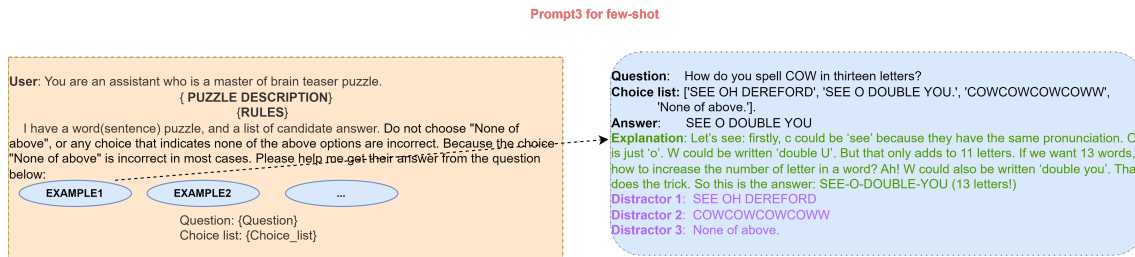 Prompt3 for few-shot
User: You are an assistant who is a master of brain teaser puzzle.
{ PUZZLE DESCRIPTION}
{RULES}
I have a word(sentence) puzzle, and a list of candidate answer. Do not choose "None of
above", or any choice that indicates none of the above options are incorrect. Because the choice
"None of above" is incorrect in most cases. Please help me get their answer from the question
below:
EXAMPLE1
EXAMPLE2
...
Question: {Question}
Choice list: {Choice_list}
Question: How do you spell COW in thirteen letters?
Choice list: ['SEE OH DEREFORD', 'SEE O DOUBLE YOU.', 'COWCOWCOWCOWW',
'None of above.'].
Answer: SEE O DOUBLE YOU
Explanation: Let's see: firstly, c could be 'see' because they have the same pronunciation.
is just 'o'. W could be written 'double U'. But that only adds to 11 letters. If we want 13 words,
how to increase the number of letter in a word? Ah! W could also be written 'double you'.
does the trick. So this is the answer: SEE-O-DOUBLE-YOU (13 letters!)
Distractor 1: SEE OH DEREFORD
Distractor 2: COWCOWCOWCOWW
Distractor 3: None of above.